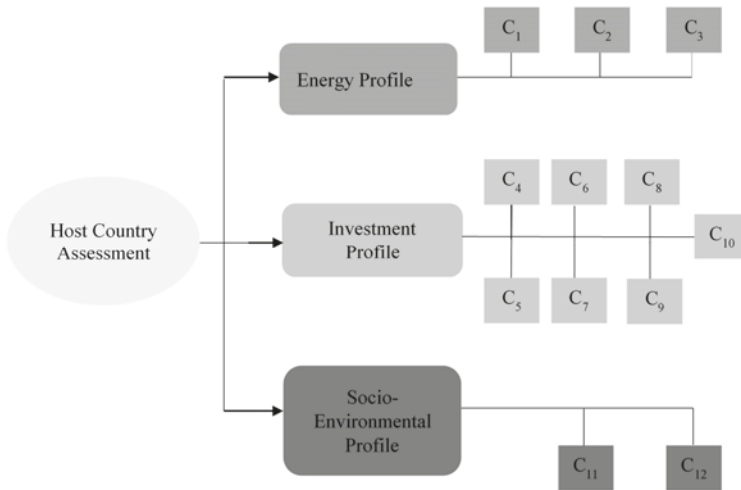 C₁ C₂ C₃
Energy Profile
C₄ C₆ C₈
Host Country
Assessment
Investment
Profile
C₁₀
C₅ C₇ C₉
Socio-
Environmental
Profile
C₁₁ C₁₂